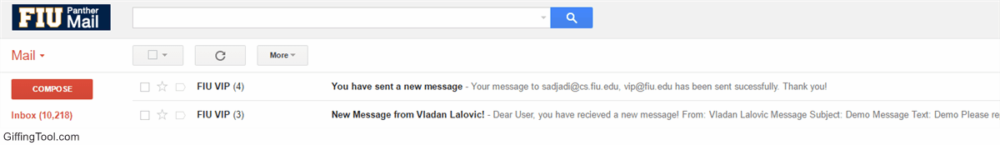 FIU Panther Mail
Mail
More
COMPOSE
FIU VIP (4) You have sent a new message - Your message to sadjadi@cs.fiu.edu, vip@fiu.edu has been sent sucessfully. Thank you!
Inbox (10,218)
FIU VIP (3) New Message from Vladan Lalovic! - Dear User, you have recieved a new message! From: Vladan Lalovic Message Subject: Demo Message Text: Demo Please re
GiffingTool.com